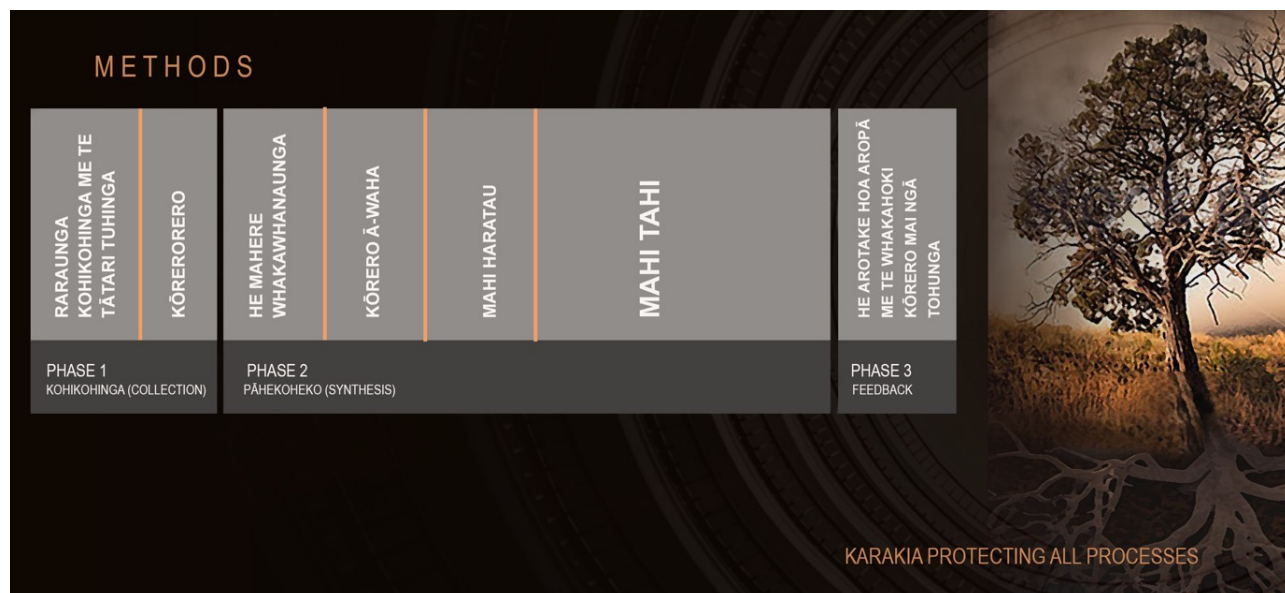 METHODS
RARAUNGA
KOHIKOHINGA ME TE
TĀTARI TUHINGA
KŌRERORERO
HE MAHERE
WHAKAWHANAUNGA
KŌRERO Ā-WAHA
MAHI HARATAU
MAHI TAHI
HE AROTAKE HOA AROPĀ
ME TE WHAKAHOKI
KŌRERO MAI NGĀ
TOHUNGA
PHASE 1
KOHIKOHINGA (COLLECTION)
PHASE 2
PĀHEKOHEKO (SYNTHESIS)
PHASE 3
FEEDBACK
KARAKIA PROTECTING ALL PROCESSES